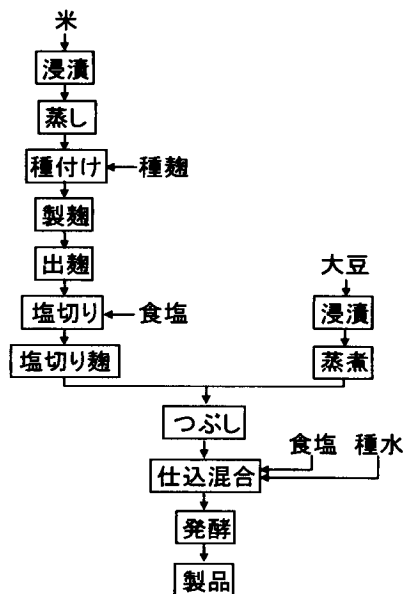 米
浸漬
蒸し
種付け
種麹
製麹
出麹
塩切り
食塩
塩切り麹
大豆
浸漬
蒸煮
つぶし
食塩 種水
仕込混合
発酵
製品